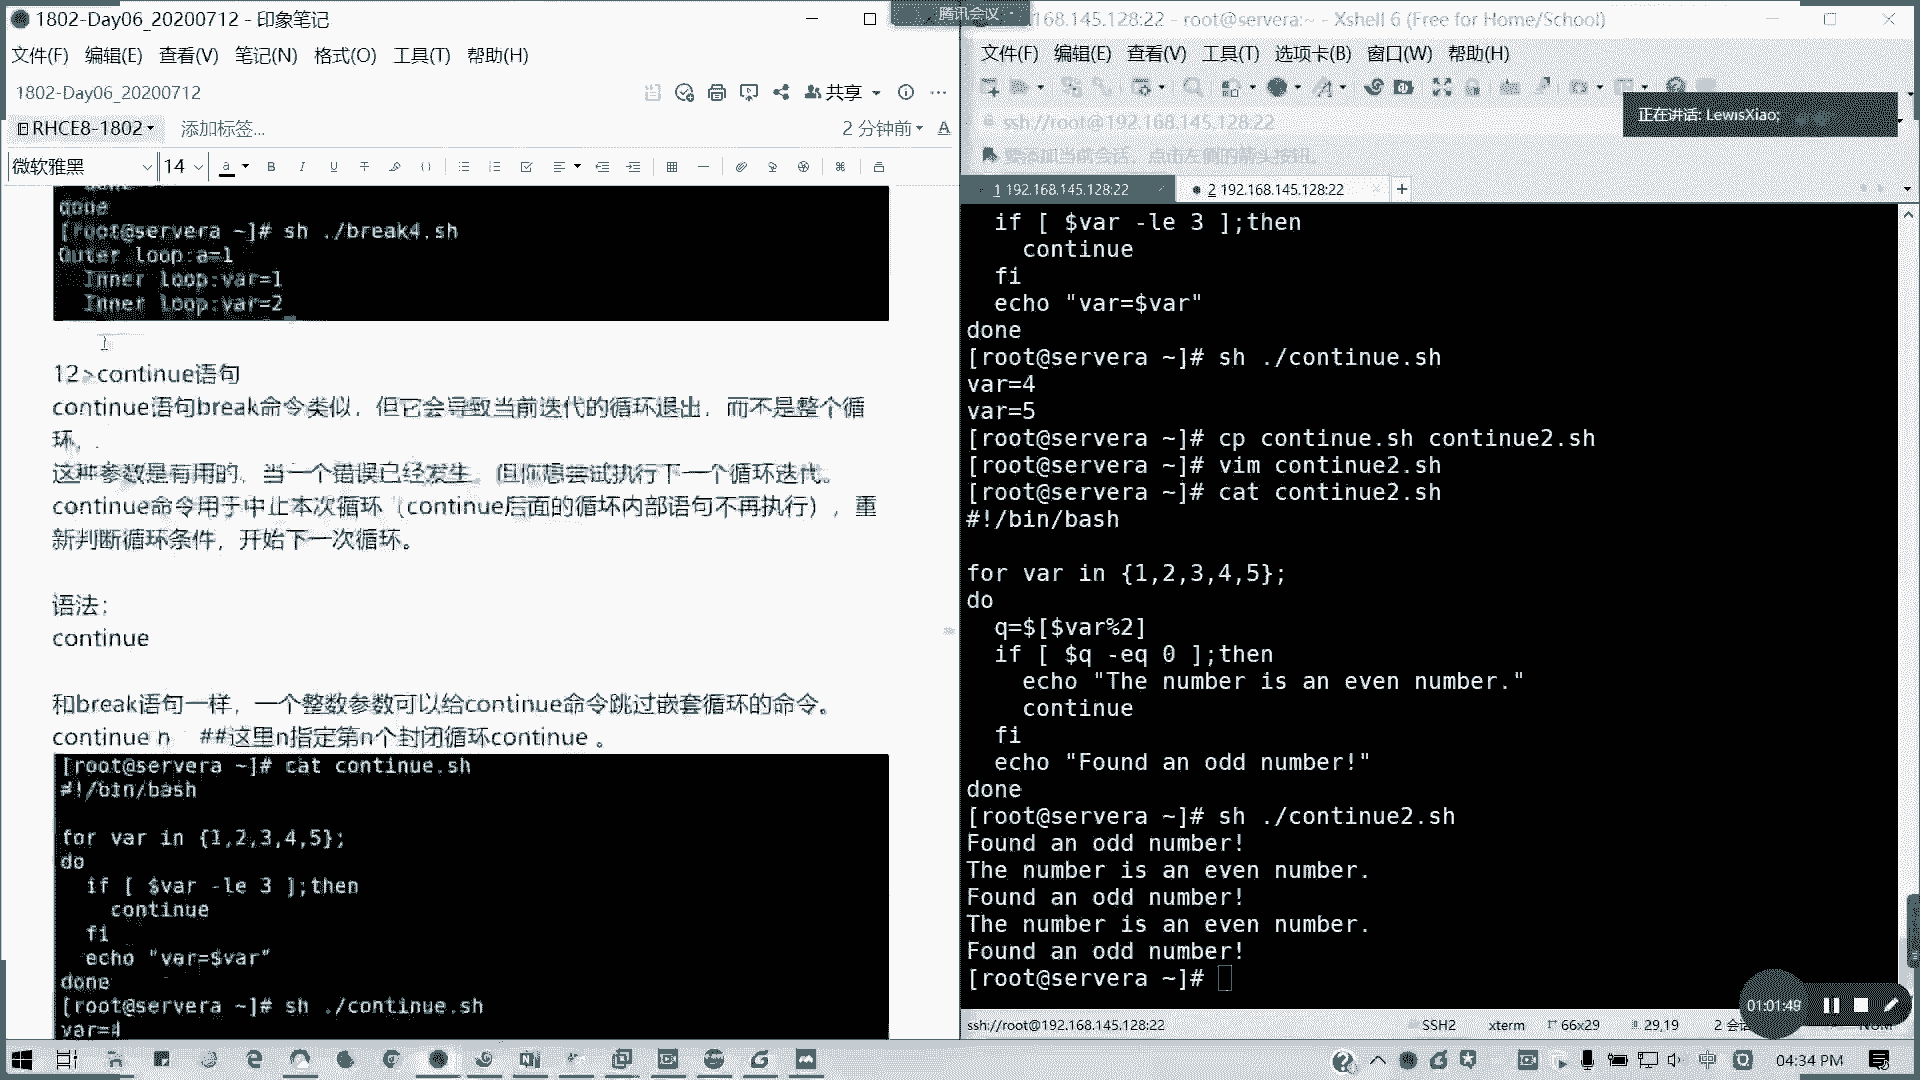 1802-Day06_20200712 - 印象笔记
文件(F) 编辑(E) 查看(V) 笔记(N) 格式(O) 工具(T) 帮助(H)
1802-Day06_20200712
共享
RHCE8-1802
添加标签...
2 分钟前
微软雅黑
14
done
[root@servera ~]# sh ./break4.sh
Outer loop:a=1
Inner loop:var=1
Inner loop:var=2
12>continue语句
continue语句break命令类似，但它会导致当前迭代的循环退出，而不是整个循
环，.
这种参数是有用的，当一个错误已经发生，但你想尝试执行下一个循环迭代。
continue命令用于中止本次循环（continue后面的循环内部语句不再执行），重
新判断循环条件，开始下一次循环。
语法：
continue
和break语句一样，一个整数参数可以给continue命令跳过嵌套循环的命令。
continue n ##这里n指定第n个封闭循环continue 。
[root@servera ~]# cat continue.sh
#!/bin/bash
for var in {1,2,3,4,5};
do
if [ $var -le 3 ];then
continue
fi
echo "var=$var"
done
[root@servera ~]# sh ./continue.sh
var=4
腾讯会议
168.145.128:22 - root@servera:~ - Xshell 6 (Free for Home/School)
文件(F) 编辑(E) 查看(V) 工具(T) 选项卡(B) 窗口(W) 帮助(H)
ssh://root@192.168.145.128:22
正在讲话: LewisXiao;
要添加当前会话，点击左侧的箭头按钮。
1 192.168.145.128:22
2 192.168.145.128:22
if [ $var -le 3 ];then
continue
fi
echo "var=$var"
done
[root@servera ~]# sh ./continue.sh
var=4
var=5
[root@servera ~]# cp continue.sh continue2.sh
[root@servera ~]# vim continue2.sh
[root@servera ~]# cat continue2.sh
#!/bin/bash
for var in {1,2,3,4,5};
do
q=$[$var%2]
if [ $q -eq 0 ];then
echo "The number is an even number."
continue
fi
echo "Found an odd number!"
done
[root@servera ~]# sh ./continue2.sh
Found an odd number!
The number is an even number.
Found an odd number!
The number is an even number.
Found an odd number!
[root@servera ~]#
01:01:49
ssh://root@192.168.145.128:22
SSH2
xterm
66x29
29,19
2 会
NUM
中
04:34 PM